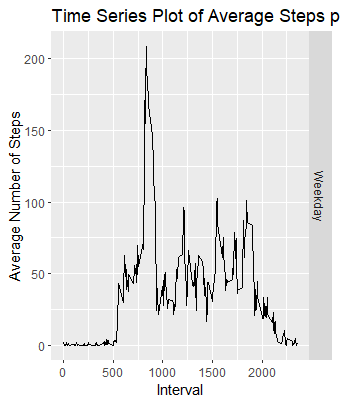 Time Series Plot of Average Steps p
Average Number of Steps
200
150
100
50
0
Weekday
0 500 1000 1500 2000
Interval